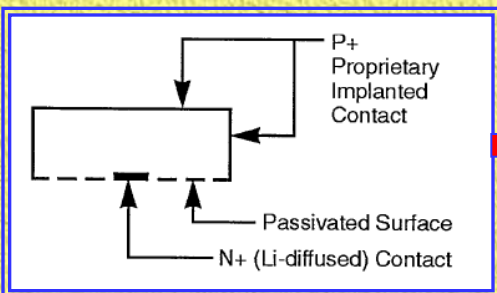 P+
Proprietary
Implanted
Contact
Passivated Surface
N+ (Li-diffused) Contact